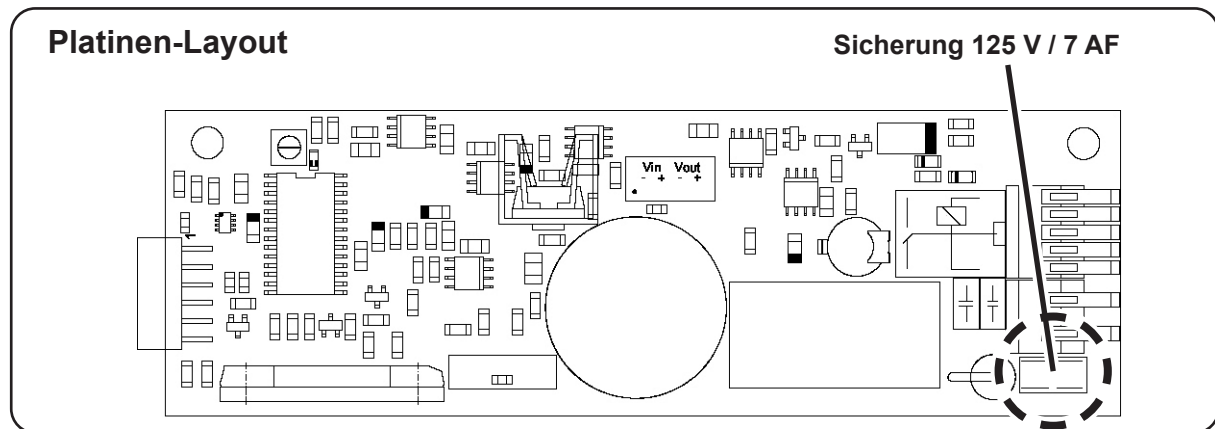 Platinen-Layout
Sicherung 125 V / 7 AF
Vin Vout
- + - +
1